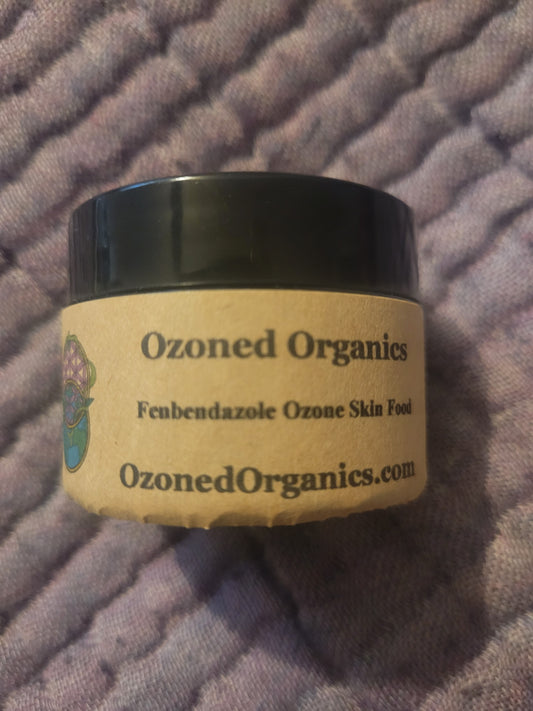 Ozoned Organics
Fenbendazole Ozone Skin Food
OzonedOrganics.com